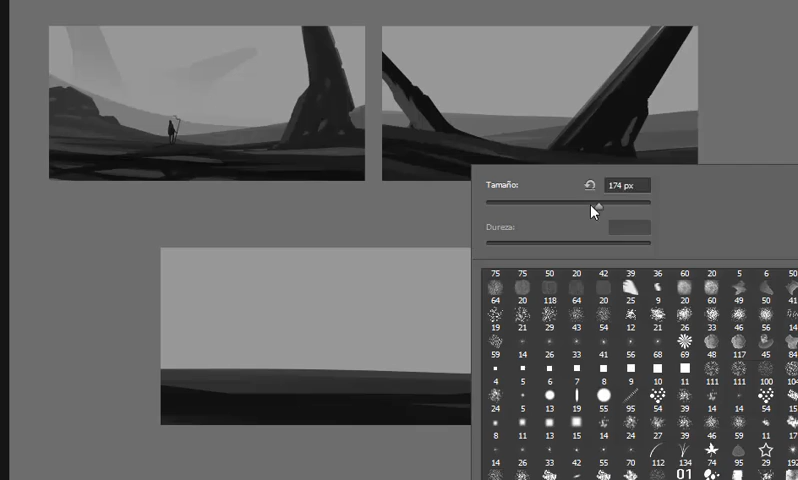 Tamaño: 174 px
Dureza:
75 75 50 20 42 39 36 60 20 5 6 50
64 20 118 64 20 25 9 20 60 49 50 41
19 21 29 43 54 12 21 26 33 46 56 14
59 14 26 33 41 56 68 69 48 117 45 84
4 5 6 7 8 9 10 11 111 111 100 104
24 5 13 19 55 95 54 39 14 14 54 15
8 11 13 15 14 24 27 39 46 59 11 17
14 26 33 42 55 70 112 134 74 95 29 192
01